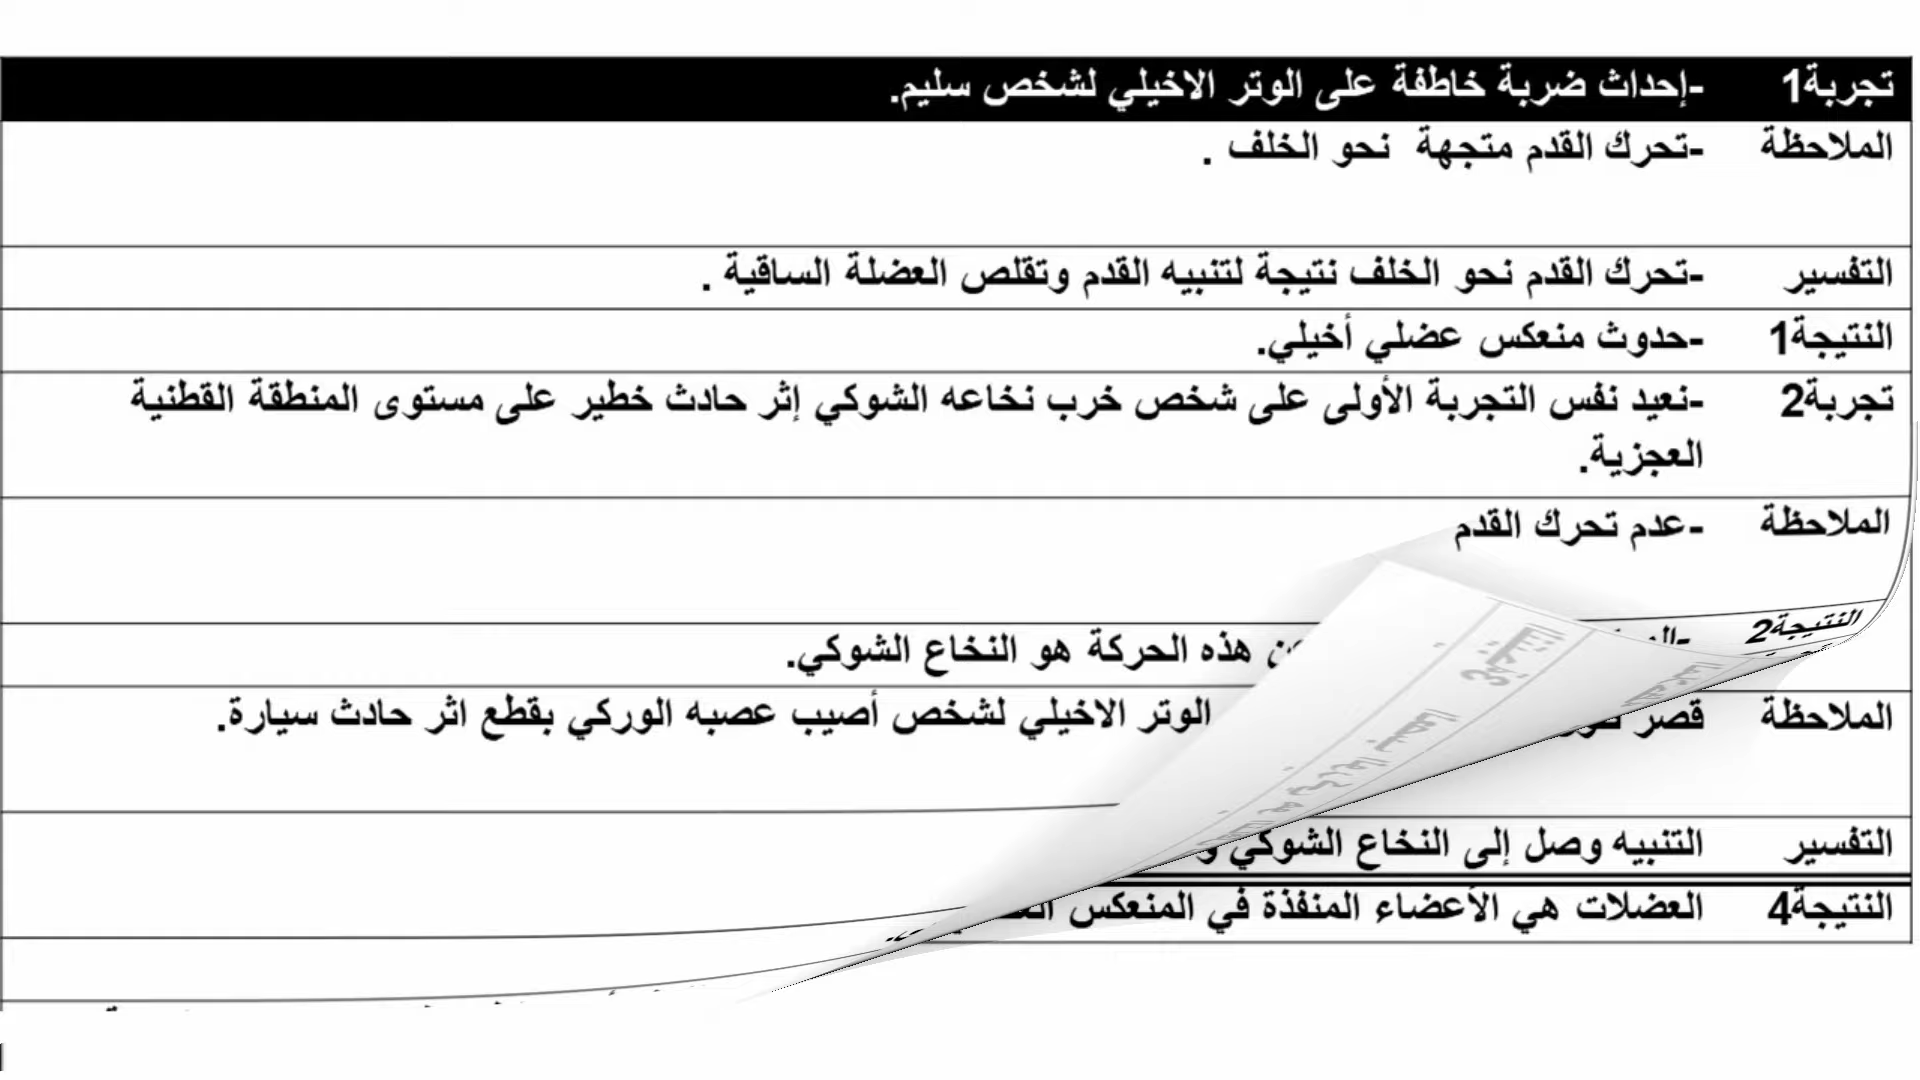 تجربة1 -إحداث ضربة خاطفة على الوتر الاخيلي لشخص سليم.
الملاحظة -تحرك القدم متجهة نحو الخلف .
التفسير -تحرك القدم نحو الخلف نتيجة لتنبيه القدم وتقلص العضلة الساقية .
النتيجة1 -حدوث منعكس عضلي أخيلي.
تجربة2 -نعيد نفس التجربة الأولى على شخص خرب نخاعه الشوكي إثر حادث خطير على مستوى المنطقة القطنية
العجزية.
الملاحظة -عدم تحرك القدم
النتيجة2 هذه الحركة هو النخاع الشوكي.
الملاحظة قصر الوتر الاخيلي لشخص أصيب عصبه الوركي بقطع اثر حادث سيارة.
التفسير التنبيه وصل إلى النخاع الشوكي و
النتيجة4 العضلات هي الأعضاء المنفذة في المنعكس
النتيجة3